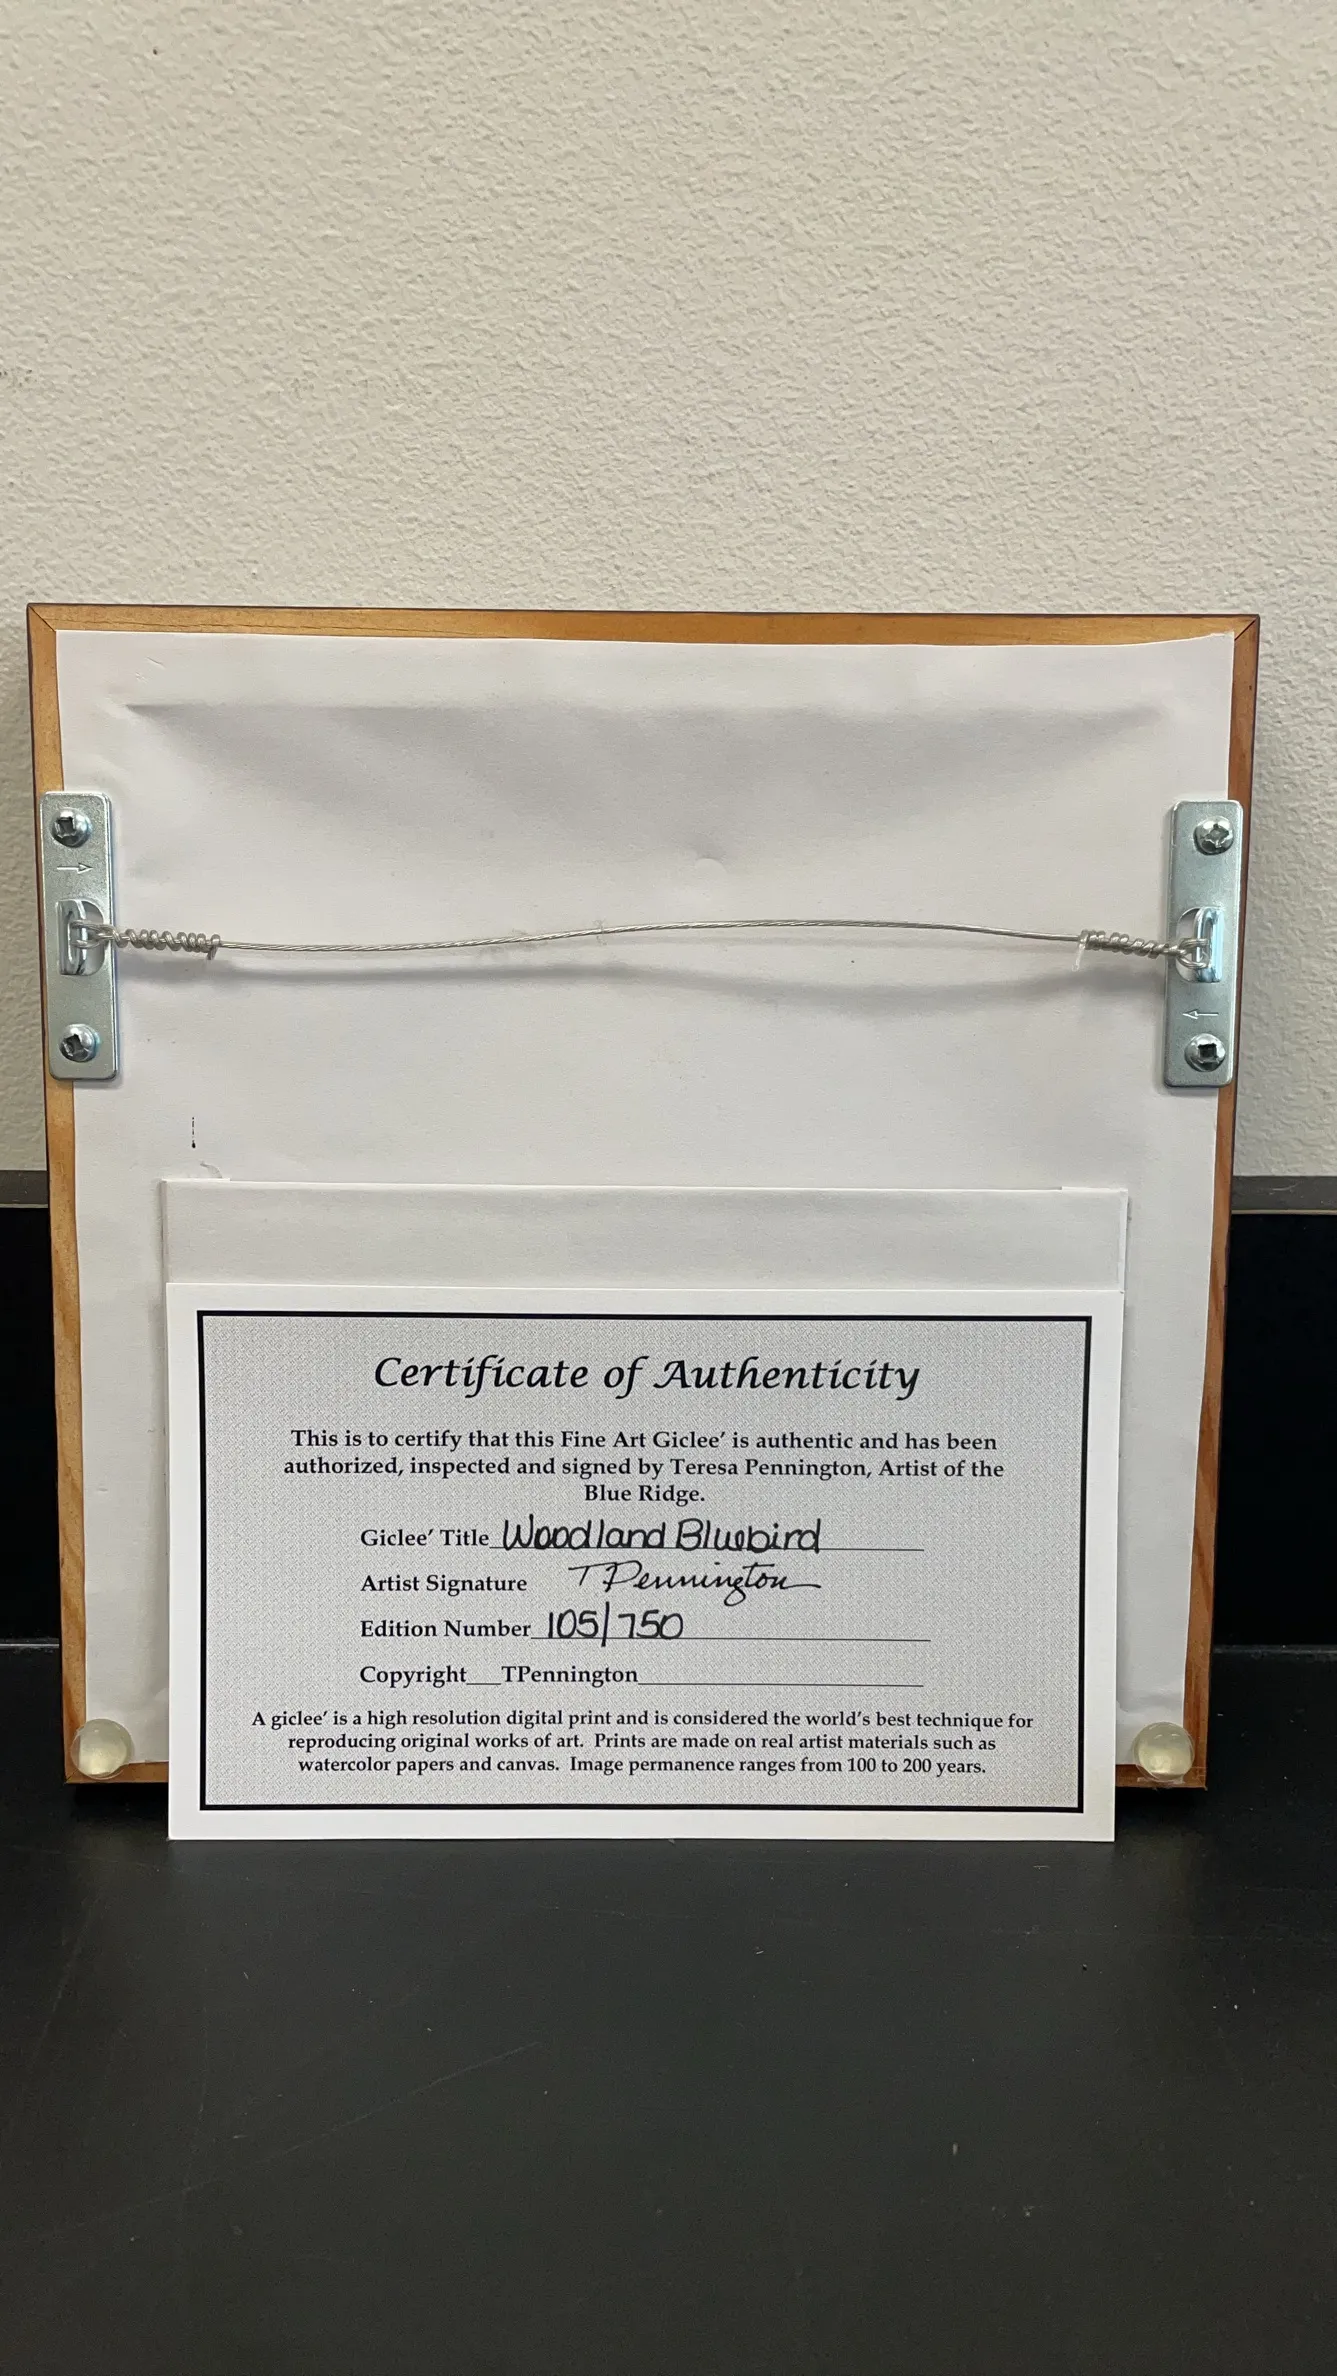 Certificate of Authenticity
This is to certify that this Fine Art Giclee' is authentic and has been
authorized, inspected and signed by Teresa Pennington, Artist of the
Blue Ridge.
Giclee' Title Woodland Bluebird
Artist Signature T Pennington
Edition Number 105/750
Copyright___TPennington
A giclee' is a high resolution digital print and is considered the world's best technique for
reproducing original works of art. Prints are made on real artist materials such as
watercolor papers and canvas. Image permanence ranges from 100 to 200 years.